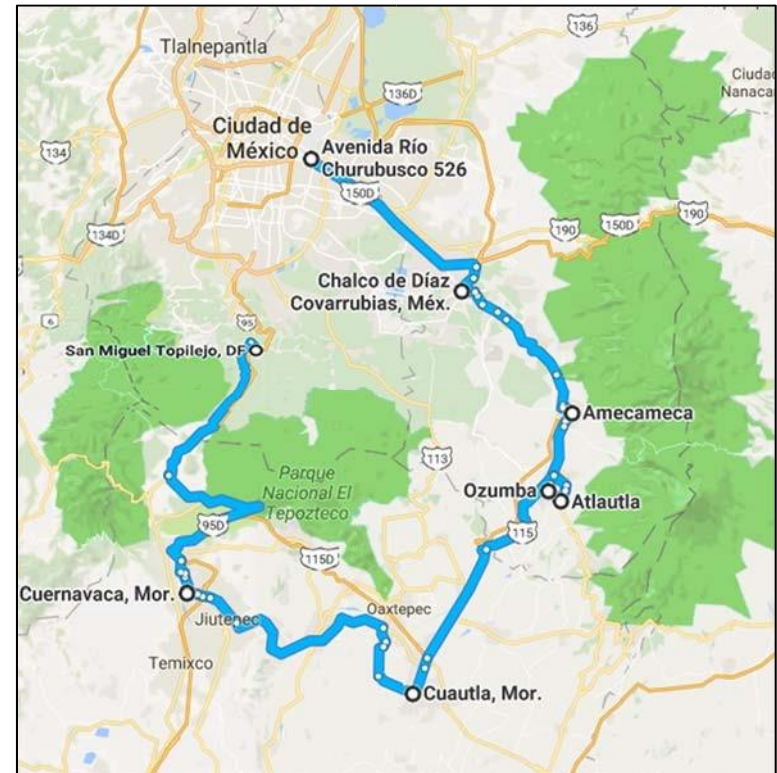 Tlalnepantla
136
Ciudad
Nanaca
136D
Ciudad de
México
Avenida Río
Churubusco 526
134
150D
134D
190
150D
190
Chalco de Díaz
Covarrubias, Méx.
6
95
San Miguel Topilejo, DF
Amecameca
113
Parque
Nacional El
Tepozteco
Ozumba
Atlautla
95D
115
115D
Cuernavaca, Mor.
Jiutepec
Oaxtepec
Temixco
Cuautla, Mor.